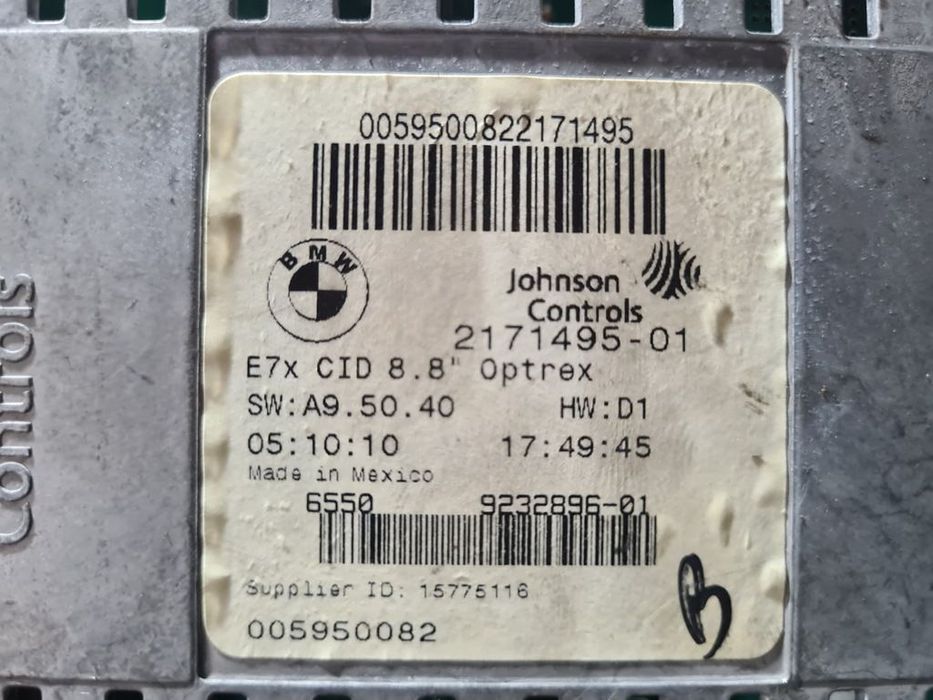 0059500822171495
BMW
Johnson
Controls
2171495-01
E7x CID 8.8" Optrex
SW:A9.50.40 HW:D1
05:10:10 17:49:45
Made in Mexico
6550 9232896-01
Supplier ID: 15775116
005950082
B
Controls